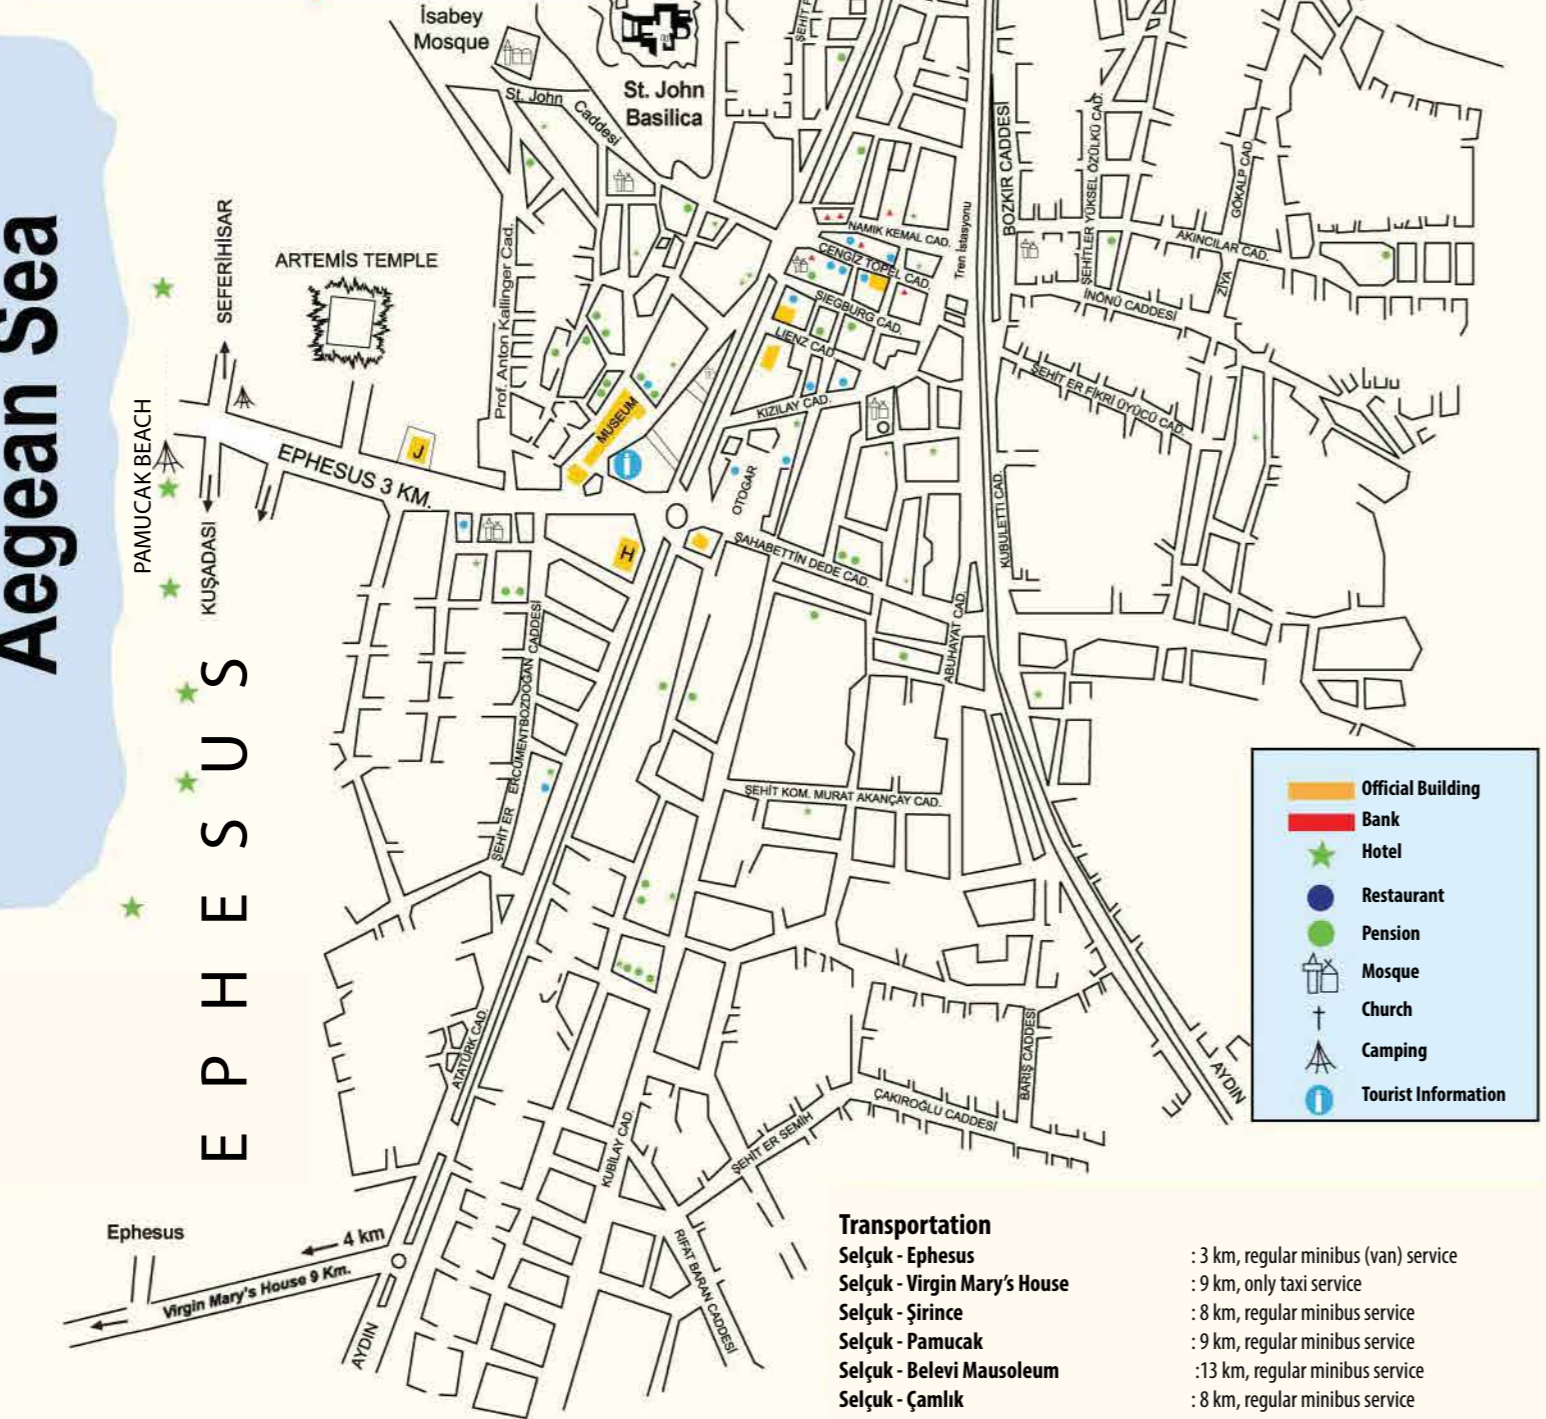 İsabey
Mosque
St. John
Caddesi
St. John
Basilica
Aegean Sea
SEFERİHİSAR
ARTEMİS TEMPLE
Prof. Anton Kallinger Cad.
PAMUCAK BEACH
J
EPHESUS 3 KM.
KUŞADASI
MUSEUM
i
H
OTOGAR
NAMIK KEMAL CAD.
CENGİZ TOPEL CAD.
SIEGBURG CAD.
LIENZ CAD
KIZILAY CAD.
Tren İstasyonu
BOZKIR CADDESİ
ŞEHİTLER YÜKSEL ÖZÜLKÜ CAD.
GÖKALP CAD
ZİYA
AKINCILAR CAD.
İNÖNÜ CADDESİ
ŞEHİT ER FİKRİ ÜYÜCÜ CAD.
KUBULETTI CAD.
ŞAHABETTİN DEDE CAD.
ABUHAYAT CAD.
EPHESUS
ŞEHİT ER ERCÜMENTBOZDOĞAN CADDESİ
ŞEHİT KOM. MURAT AKANÇAY CAD.
ATATÜRK CAD.
BARIŞ CADDESİ
ÇAKIROĞLU CADDESİ
ŞEHİT ER SEMİH
KUBİLAY CAD.
RIFAT BARAN CADDESİ
AYDIN
Ephesus
4 km
Virgin Mary's House 9 Km.
AYDIN
Official Building
Bank
Hotel
Restaurant
Pension
Mosque
Church
Camping
i Tourist Information
Transportation
Selçuk - Ephesus : 3 km, regular minibus (van) service
Selçuk - Virgin Mary's House : 9 km, only taxi service
Selçuk - Şirince : 8 km, regular minibus service
Selçuk - Pamucak : 9 km, regular minibus service
Selçuk - Belevi Mausoleum :13 km, regular minibus service
Selçuk - Çamlık : 8 km, regular minibus service